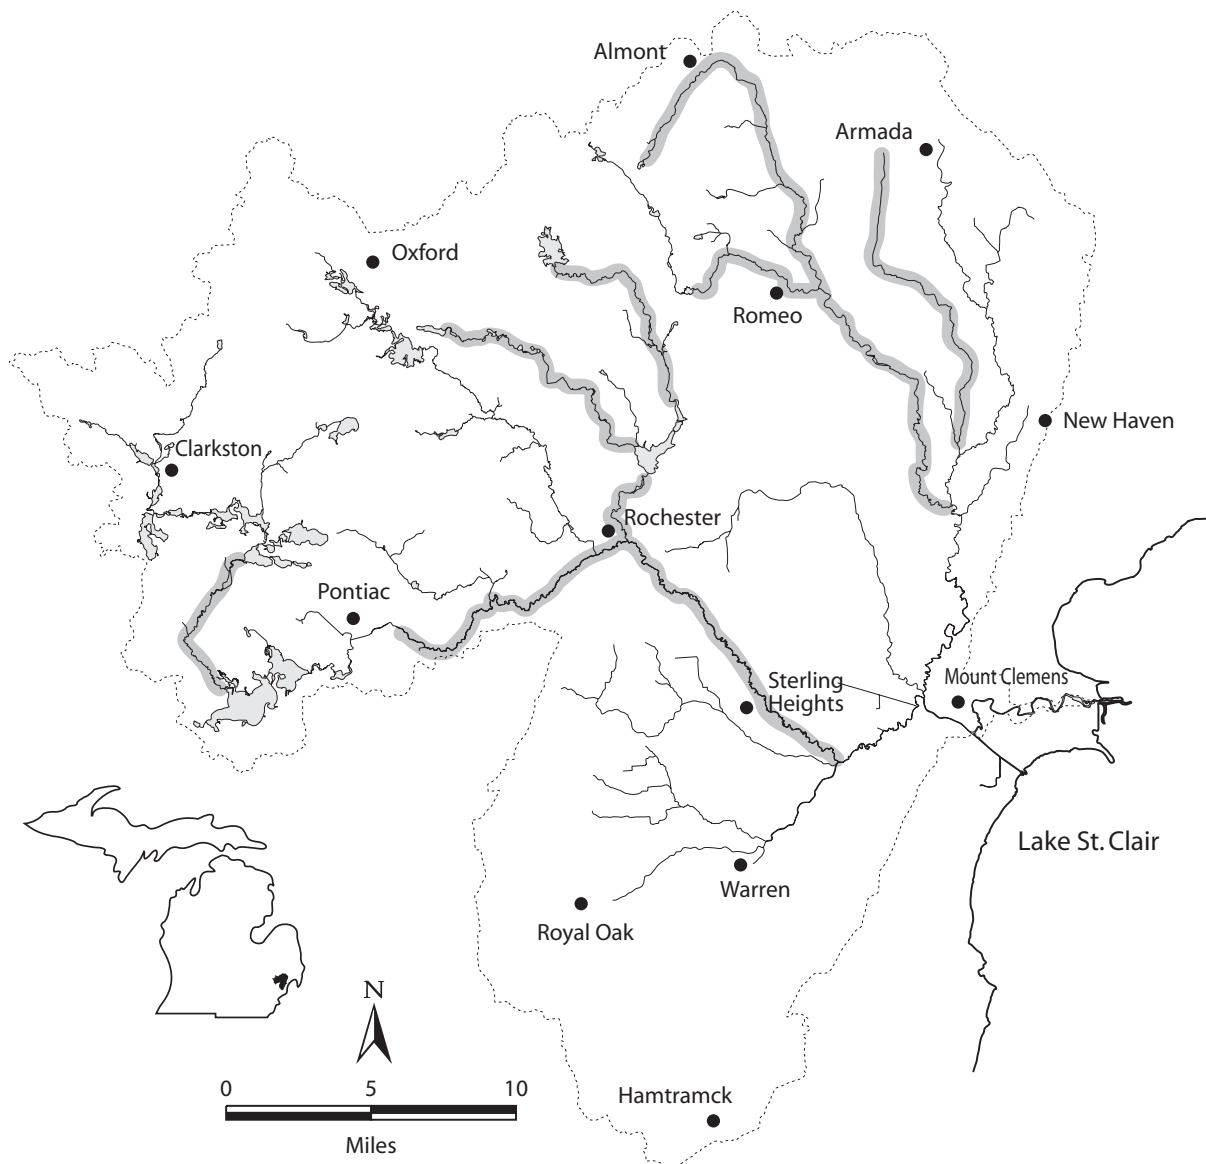 Almont
Armada
Oxford
Romeo
New Haven
Clarkston
Rochester
Pontiac
Mount Clemens
Sterling
Heights
Lake St. Clair
Warren
Royal Oak
N
0 5 10
Miles
Hamtramck